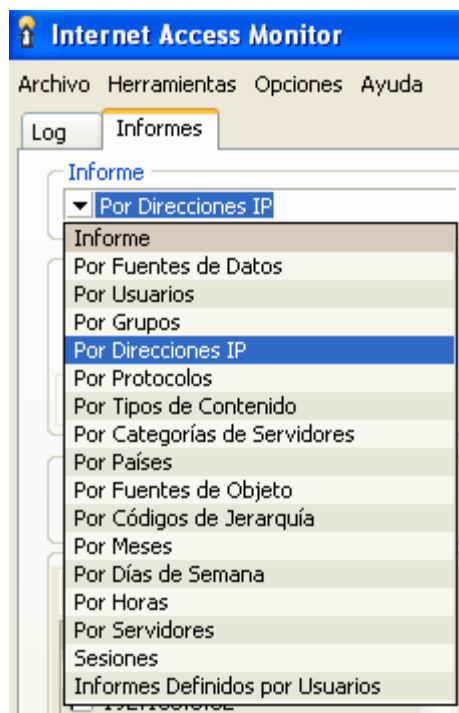 Internet Access Monitor
Archivo Herramientas Opciones Ayuda
Log Informes
Informe
Por Direcciones IP
Informe
Por Fuentes de Datos
Por Usuarios
Por Grupos
Por Direcciones IP
Por Protocolos
Por Tipos de Contenido
Por Categorías de Servidores
Por Países
Por Fuentes de Objeto
Por Códigos de Jerarquía
Por Meses
Por Días de Semana
Por Horas
Por Servidores
Sesiones
Informes Definidos por Usuarios